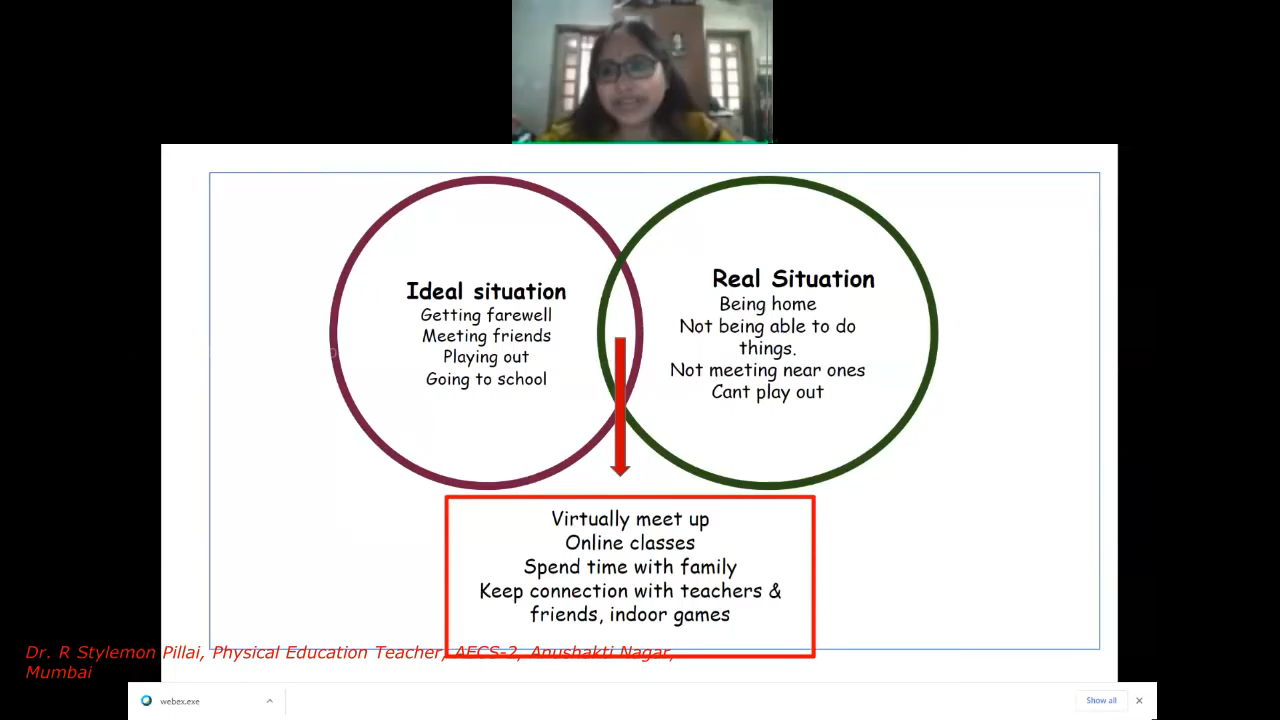 Ideal situation
Getting farewell
Meeting friends
Playing out
Going to school
Real Situation
Being home
Not being able to do
things.
Not meeting near ones
Cant play out
Virtually meet up
Online classes
Spend time with family
Keep connection with teachers &
friends, indoor games
Dr. R Stylemon Pillai, Physical Education Teacher, AECS-2, Anushakti Nagar,
Mumbai
webex.exe
Show all